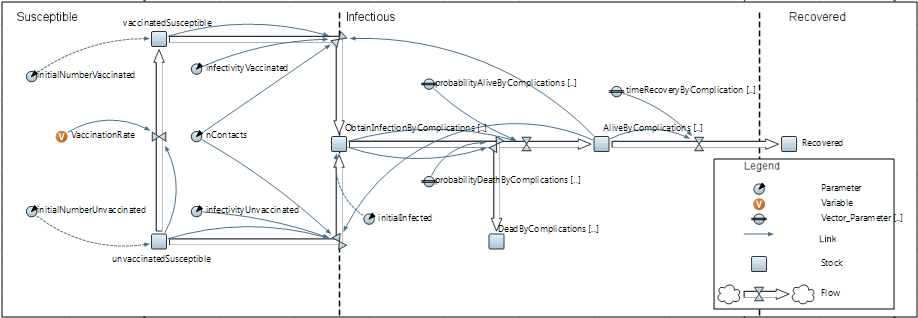 Susceptible
Infectious
Recovered
vaccinatedSusceptible
initialNumberVaccinated
infectivityVaccinated
probabilityAliveByComplications [..]
timeRecoveryByComplication [..]
VaccinationRate
nContacts
ObtainInfectionByComplications [..]
AliveByComplications [..]
Recovered
Legend
probabilityDeathByComplications [..]
Parameter
Variable
initialNumberUnvaccinated
infectivityUnvaccinated
initialInfected
Vector_Parameter [..]
DeadByComplications [..]
Link
unvaccinatedSusceptible
Stock
Flow